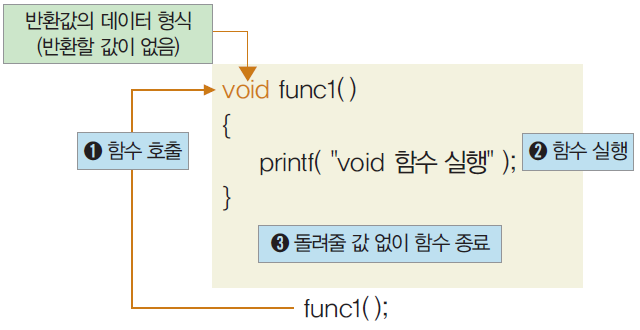 반환값의 데이터 형식
(반환할 값이 없음)
void func1( )
{
❶ 함수 호출
printf( "void 함수 실행" );
❷ 함수 실행
}
❸ 돌려줄 값 없이 함수 종료
func1( );